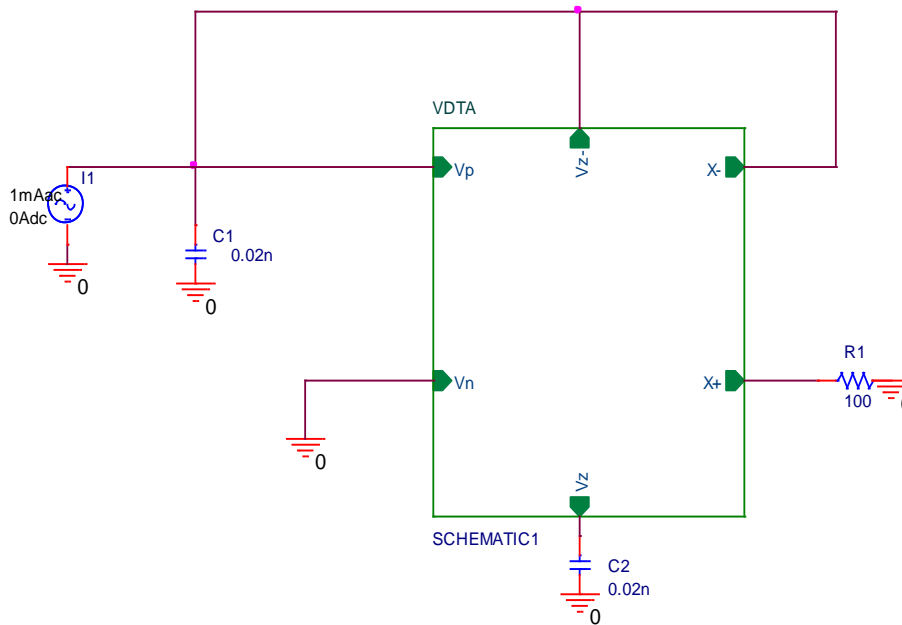 VDTA
Vz-
Vp
X-
I1
1mAac
0Adc
0
C1
0.02n
0
Vn
X+
R1
100
0
Vz
SCHEMATIC1
C2
0.02n
0